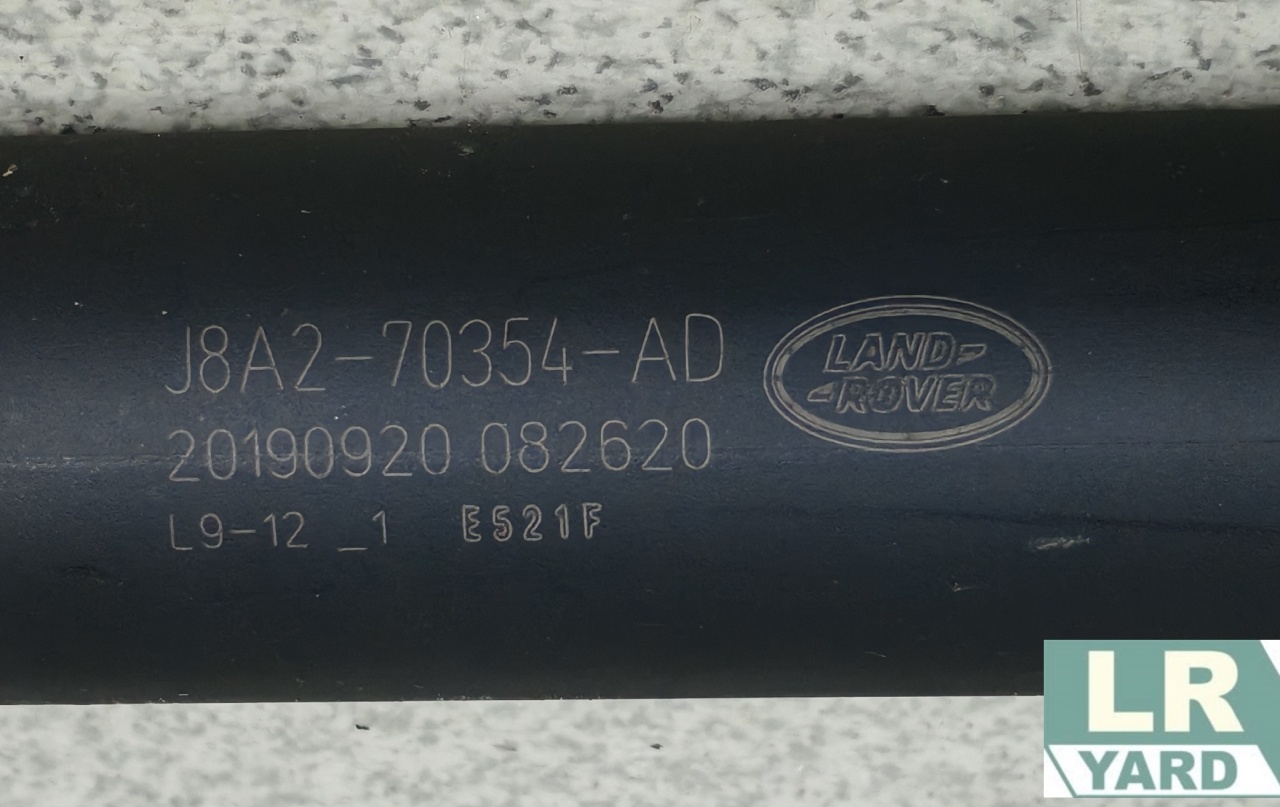 J8A2-70354-AD
20190920 082620
L9-12 _1 E521F
LAND-
-ROVER
LR
YARD